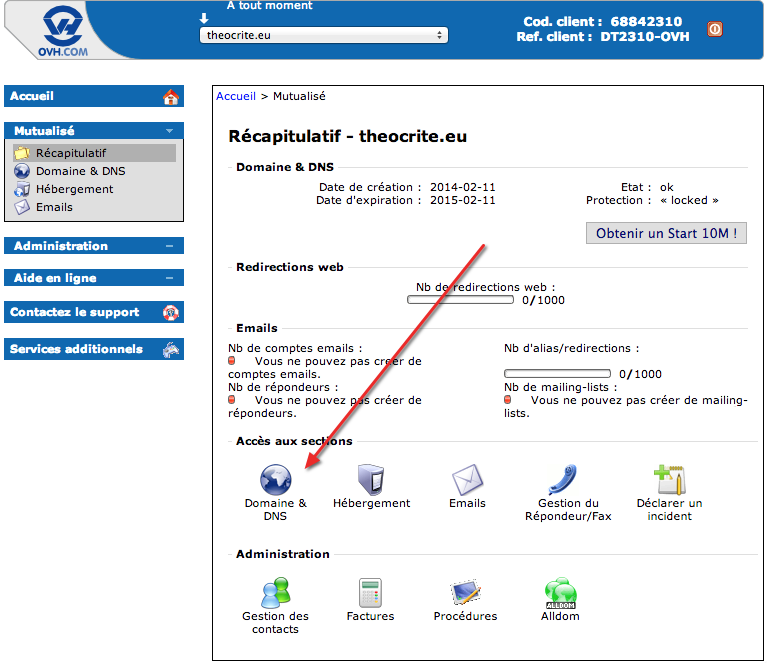 A tout moment
theocrite.eu
Cod. client : 68842310
Ref. client : DT2310-OVH
OVH.COM
Accueil
Mutualisé
Récapitulatif
Domaine & DNS
Hébergement
Emails
Administration
Aide en ligne
Contactez le support
Services additionnels
Accueil > Mutualisé
Récapitulatif - theocrite.eu
Domaine & DNS
Date de création : 2014-02-11
Date d'expiration : 2015-02-11
Etat : ok
Protection : « locked »
Obtenir un Start 10M !
Redirections web
Nb de redirections web :
0/1000
Emails
Nb de comptes emails :
Vous ne pouvez pas créer de
comptes emails.
Nb de répondeurs :
Vous ne pouvez pas créer de
répondeurs.
Nb d'alias/redirections :
0/1000
Nb de mailing-lists :
Vous ne pouvez pas créer de mailing-
lists.
Accès aux sections
Domaine &
DNS
Hébergement
Emails
Gestion du
Répondeur/Fax
Déclarer un
incident
Administration
Gestion des
contacts
Factures
Procédures
ALLDOM
Alldom